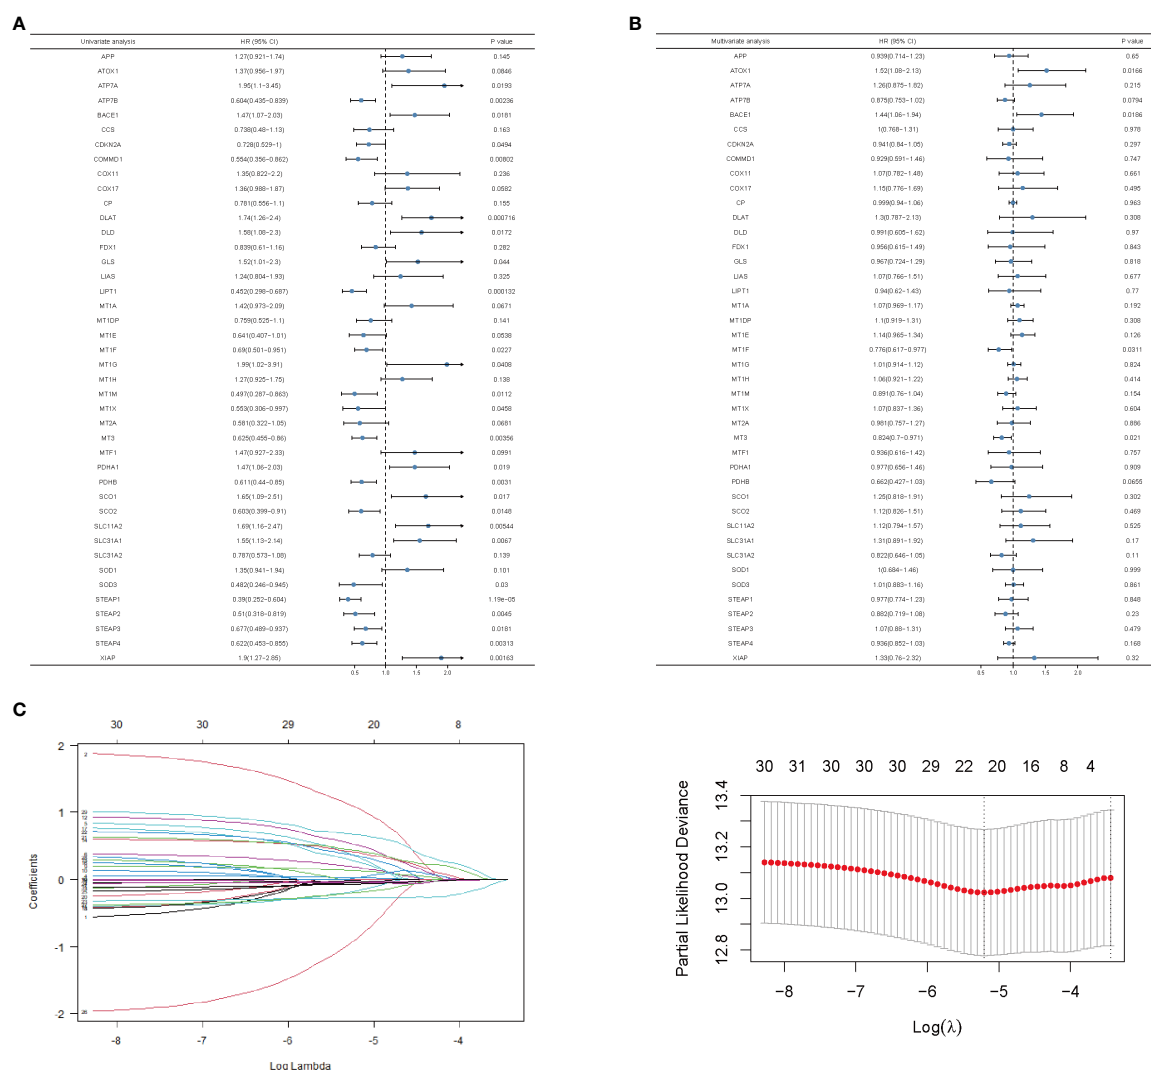 A
Univariate analysis HR (95% CI) P value
APP 1.27(0.921−1.74) 0.145
ATOX1 1.37(0.956−1.97) 0.0846
ATP7A 1.95(1.1−3.45) 0.0193
ATP7B 0.604(0.435−0.839) 0.00236
BACE1 1.47(1.07−2.03) 0.0181
CCS 0.738(0.48−1.13) 0.163
CDKN2A 0.728(0.529−1) 0.0494
COMMD1 0.554(0.356−0.862) 0.00802
COX11 1.35(0.822−2.2) 0.236
COX17 1.36(0.988−1.87) 0.0582
CP 0.781(0.556−1.1) 0.155
DLAT 1.74(1.26−2.4) 0.000716
DLD 1.58(1.08−2.3) 0.0172
FDX1 0.839(0.61−1.16) 0.282
GLS 1.52(1.01−2.3) 0.044
LIAS 1.24(0.804−1.93) 0.325
LIPT1 0.452(0.298−0.687) 0.000132
MT1A 1.42(0.973−2.09) 0.0671
MT1DP 0.759(0.525−1.1) 0.141
MT1E 0.641(0.407−1.01) 0.0538
MT1F 0.69(0.501−0.951) 0.0227
MT1G 1.99(1.02−3.91) 0.0408
MT1H 1.27(0.925−1.75) 0.138
MT1M 0.497(0.287−0.863) 0.0112
MT1X 0.553(0.306−0.997) 0.0458
MT2A 0.581(0.322−1.05) 0.0681
MT3 0.625(0.455−0.86) 0.00356
MTF1 1.47(0.927−2.33) 0.0991
PDHA1 1.47(1.06−2.03) 0.019
PDHB 0.611(0.44−0.85) 0.0031
SCO1 1.65(1.09−2.51) 0.017
SCO2 0.603(0.399−0.91) 0.0148
SLC11A2 1.69(1.16−2.47) 0.00544
SLC31A1 1.55(1.13−2.14) 0.0067
SLC31A2 0.787(0.573−1.08) 0.139
SOD1 1.35(0.941−1.94) 0.101
SOD3 0.482(0.246−0.945) 0.03
STEAP1 0.39(0.252−0.604) 1.19e−05
STEAP2 0.51(0.318−0.819) 0.0045
STEAP3 0.677(0.489−0.937) 0.0181
STEAP4 0.622(0.453−0.855) 0.00313
XIAP 1.9(1.27−2.85) 0.00163
0.5 1.0 1.5 2.0
B
Multivariate analysis HR (95% CI) P value
APP 0.939(0.714−1.23) 0.65
ATOX1 1.52(1.08−2.13) 0.0166
ATP7A 1.26(0.875−1.82) 0.215
ATP7B 0.875(0.753−1.02) 0.0794
BACE1 1.44(1.06−1.94) 0.0186
CCS 1(0.768−1.31) 0.978
CDKN2A 0.941(0.84−1.05) 0.297
COMMD1 0.929(0.591−1.46) 0.747
COX11 1.07(0.782−1.48) 0.661
COX17 1.15(0.776−1.69) 0.495
CP 0.999(0.94−1.06) 0.963
DLAT 1.3(0.787−2.13) 0.308
DLD 0.991(0.605−1.62) 0.97
FDX1 0.956(0.615−1.49) 0.843
GLS 0.967(0.724−1.29) 0.818
LIAS 1.07(0.766−1.51) 0.677
LIPT1 0.94(0.62−1.43) 0.77
MT1A 1.07(0.969−1.17) 0.192
MT1DP 1.1(0.919−1.31) 0.308
MT1E 1.14(0.965−1.34) 0.126
MT1F 0.776(0.617−0.977) 0.0311
MT1G 1.01(0.914−1.12) 0.824
MT1H 1.06(0.921−1.22) 0.414
MT1M 0.891(0.76−1.04) 0.154
MT1X 1.07(0.837−1.36) 0.604
MT2A 0.981(0.757−1.27) 0.886
MT3 0.824(0.7−0.971) 0.021
MTF1 0.936(0.616−1.42) 0.757
PDHA1 0.977(0.656−1.46) 0.909
PDHB 0.662(0.427−1.03) 0.0655
SCO1 1.25(0.818−1.91) 0.302
SCO2 1.12(0.826−1.51) 0.469
SLC11A2 1.12(0.794−1.57) 0.525
SLC31A1 1.31(0.891−1.92) 0.17
SLC31A2 0.822(0.646−1.05) 0.11
SOD1 1(0.684−1.46) 0.999
SOD3 1.01(0.883−1.16) 0.861
STEAP1 0.977(0.774−1.23) 0.848
STEAP2 0.882(0.719−1.08) 0.23
STEAP3 1.07(0.88−1.31) 0.479
STEAP4 0.936(0.852−1.03) 0.168
XIAP 1.33(0.76−2.32) 0.32
0.5 1.0 1.5 2.0
C
30 30 29 20 8
2
1
0
-1
-2
Coefficients
-8 -7 -6 -5 -4
Log Lambda
30 31 30 30 30 29 22 20 16 8 4
13.4
13.2
13.0
12.8
Partial Likelihood Deviance
−8 −7 −6 −5 −4
Log(λ)